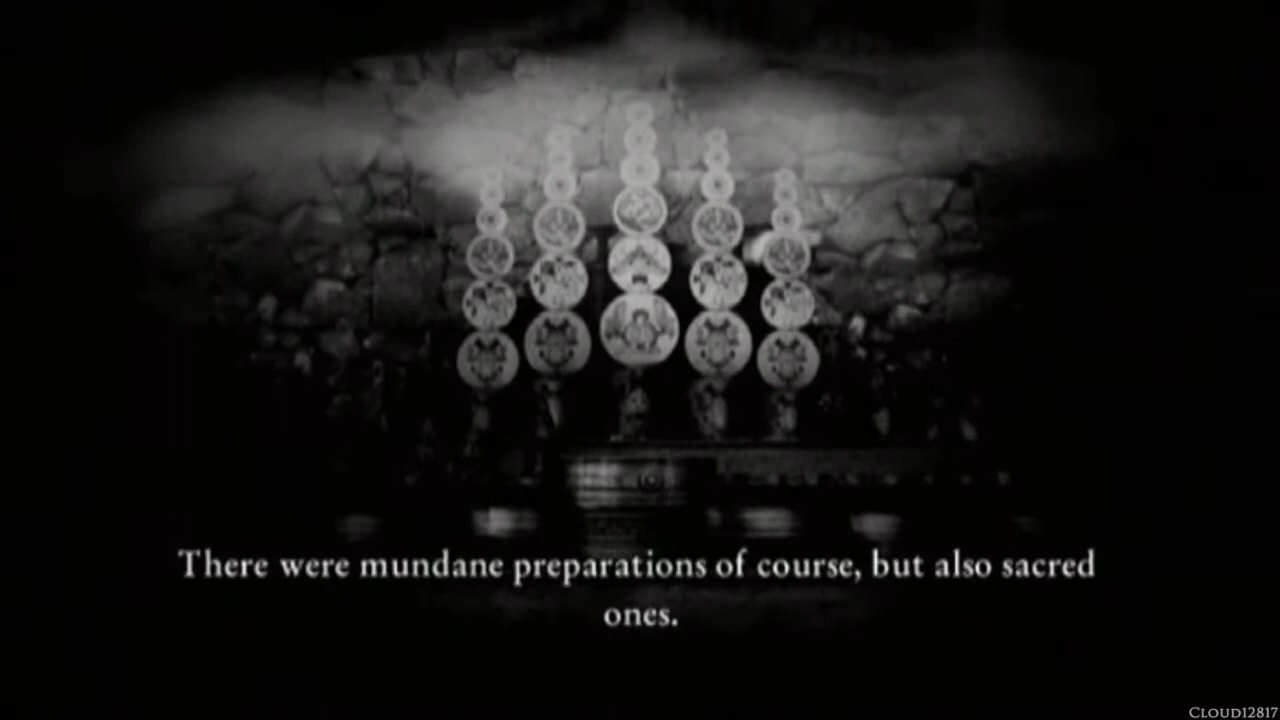 There were mundane preparations of course, but also sacred
ones.
Cloud12817